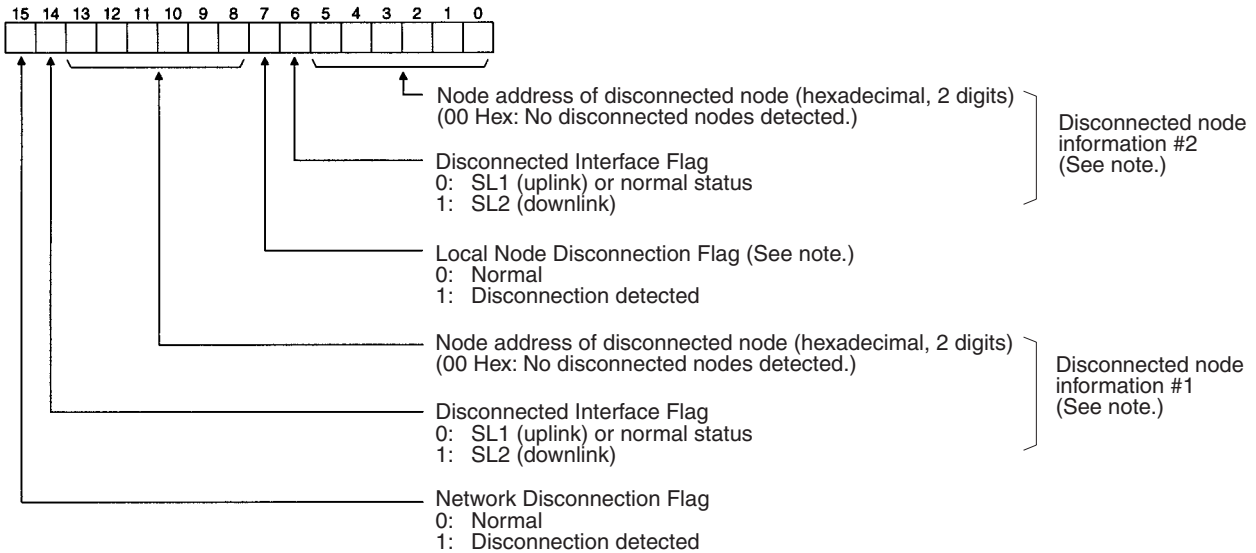 15 14 13 12 11 10 9 8 7 6 5 4 3 2 1 0
Node address of disconnected node (hexadecimal, 2 digits)
(00 Hex: No disconnected nodes detected.)
Disconnected Interface Flag
0: SL1 (uplink) or normal status
1: SL2 (downlink)
Disconnected node
information #2
(See note.)
Local Node Disconnection Flag (See note.)
0: Normal
1: Disconnection detected
Node address of disconnected node (hexadecimal, 2 digits)
(00 Hex: No disconnected nodes detected.)
Disconnected Interface Flag
0: SL1 (uplink) or normal status
1: SL2 (downlink)
Disconnected node
information #1
(See note.)
Network Disconnection Flag
0: Normal
1: Disconnection detected